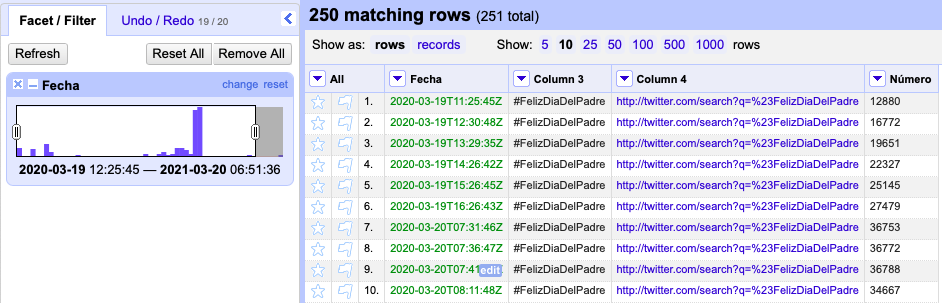 Facet / Filter Undo / Redo 19 / 20
Refresh Reset All Remove All
Fecha change reset
2020-03-19 12:25:45 — 2021-03-20 06:51:36
250 matching rows (251 total)
Show as: rows records Show: 5 10 25 50 100 500 1000 rows
All Fecha Column 3 Column 4 Número
1. 2020-03-19T11:25:45Z #FelizDiaDelPadre http://twitter.com/search?q=%23FelizDiaDelPadre 12880
2. 2020-03-19T12:30:48Z #FelizDiaDelPadre http://twitter.com/search?q=%23FelizDiaDelPadre 16772
3. 2020-03-19T13:29:35Z #FelizDiaDelPadre http://twitter.com/search?q=%23FelizDiaDelPadre 19651
4. 2020-03-19T14:26:42Z #FelizDiaDelPadre http://twitter.com/search?q=%23FelizDiaDelPadre 22327
5. 2020-03-19T15:26:45Z #FelizDiaDelPadre http://twitter.com/search?q=%23FelizDiaDelPadre 25145
6. 2020-03-19T16:26:43Z #FelizDiaDelPadre http://twitter.com/search?q=%23FelizDiaDelPadre 27479
7. 2020-03-20T07:31:46Z #FelizDiaDelPadre http://twitter.com/search?q=%23FelizDiaDelPadre 36753
8. 2020-03-20T07:36:47Z #FelizDiaDelPadre http://twitter.com/search?q=%23FelizDiaDelPadre 36772
9. 2020-03-20T07:41 edit #FelizDiaDelPadre http://twitter.com/search?q=%23FelizDiaDelPadre 36788
10. 2020-03-20T08:11:48Z #FelizDiaDelPadre http://twitter.com/search?q=%23FelizDiaDelPadre 34667